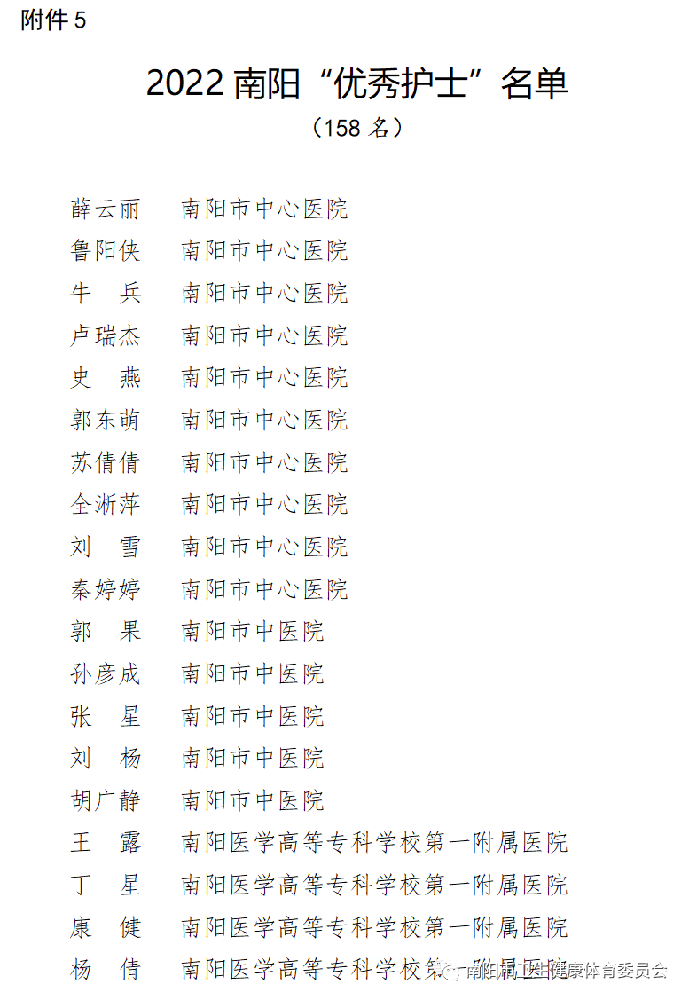 附件 5
2022 南阳“优秀护士”名单
（158 名）
薛云丽 南阳市中心医院
鲁阳侠 南阳市中心医院
牛 兵 南阳市中心医院
卢瑞杰 南阳市中心医院
史 燕 南阳市中心医院
郭东萌 南阳市中心医院
苏倩倩 南阳市中心医院
全淅萍 南阳市中心医院
刘 雪 南阳市中心医院
秦婷婷 南阳市中心医院
郭 果 南阳市中医院
孙彦成 南阳市中医院
张 星 南阳市中医院
刘 杨 南阳市中医院
胡广静 南阳市中医院
王 露 南阳医学高等专科学校第一附属医院
丁 星 南阳医学高等专科学校第一附属医院
康 健 南阳医学高等专科学校第一附属医院
杨 倩 南阳医学高等专科学校第一附属医院
南阳市卫生健康体育委员会